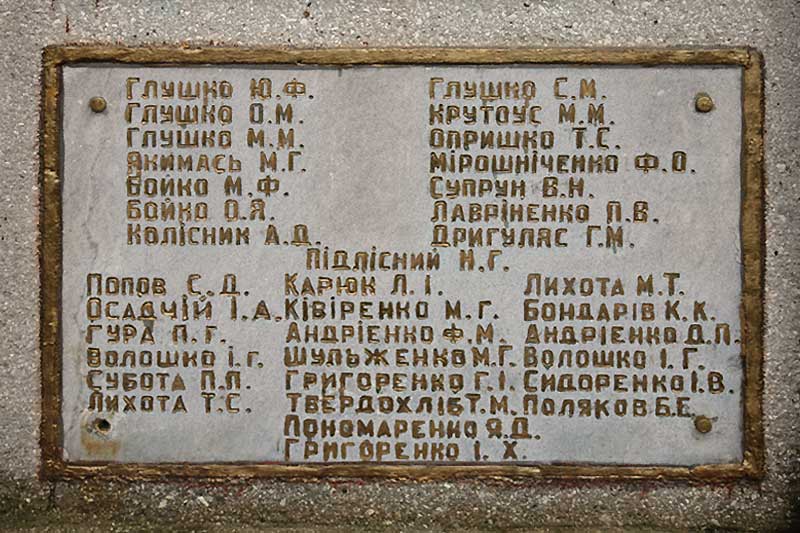 Глушко Ю.Ф. Глушко С.М.
Глушко О.М. Крутоус М.М.
Глушко М.М. Опришко Т.С.
Якимась М.Г. Мірошніченко Ф.О.
Бойко М.Ф. Супрун В.Н.
Бойко О.Я. Лавріненко П.В.
Колісник А.Д. Дригуляс Г.М.
Підлісний Н.Г.
Попов С.Д. Карюк Л.І. Лихота М.Т.
Осадчій І.А. Ківіренко М.Г. Бондарів К.К.
Гура П.Г. Андрієнко Ф.М. Андрієнко Д.П.
Волошко І.Г. Шульженко М.Г. Волошко І.Г.
Субота П.П. Григоренко Г.І. Сидоренко І.В.
Лихота Т.С. Твердохліб Т.М. Поляков Б.Е.
Пономаренко Я.Д.
Григоренко І.Х.